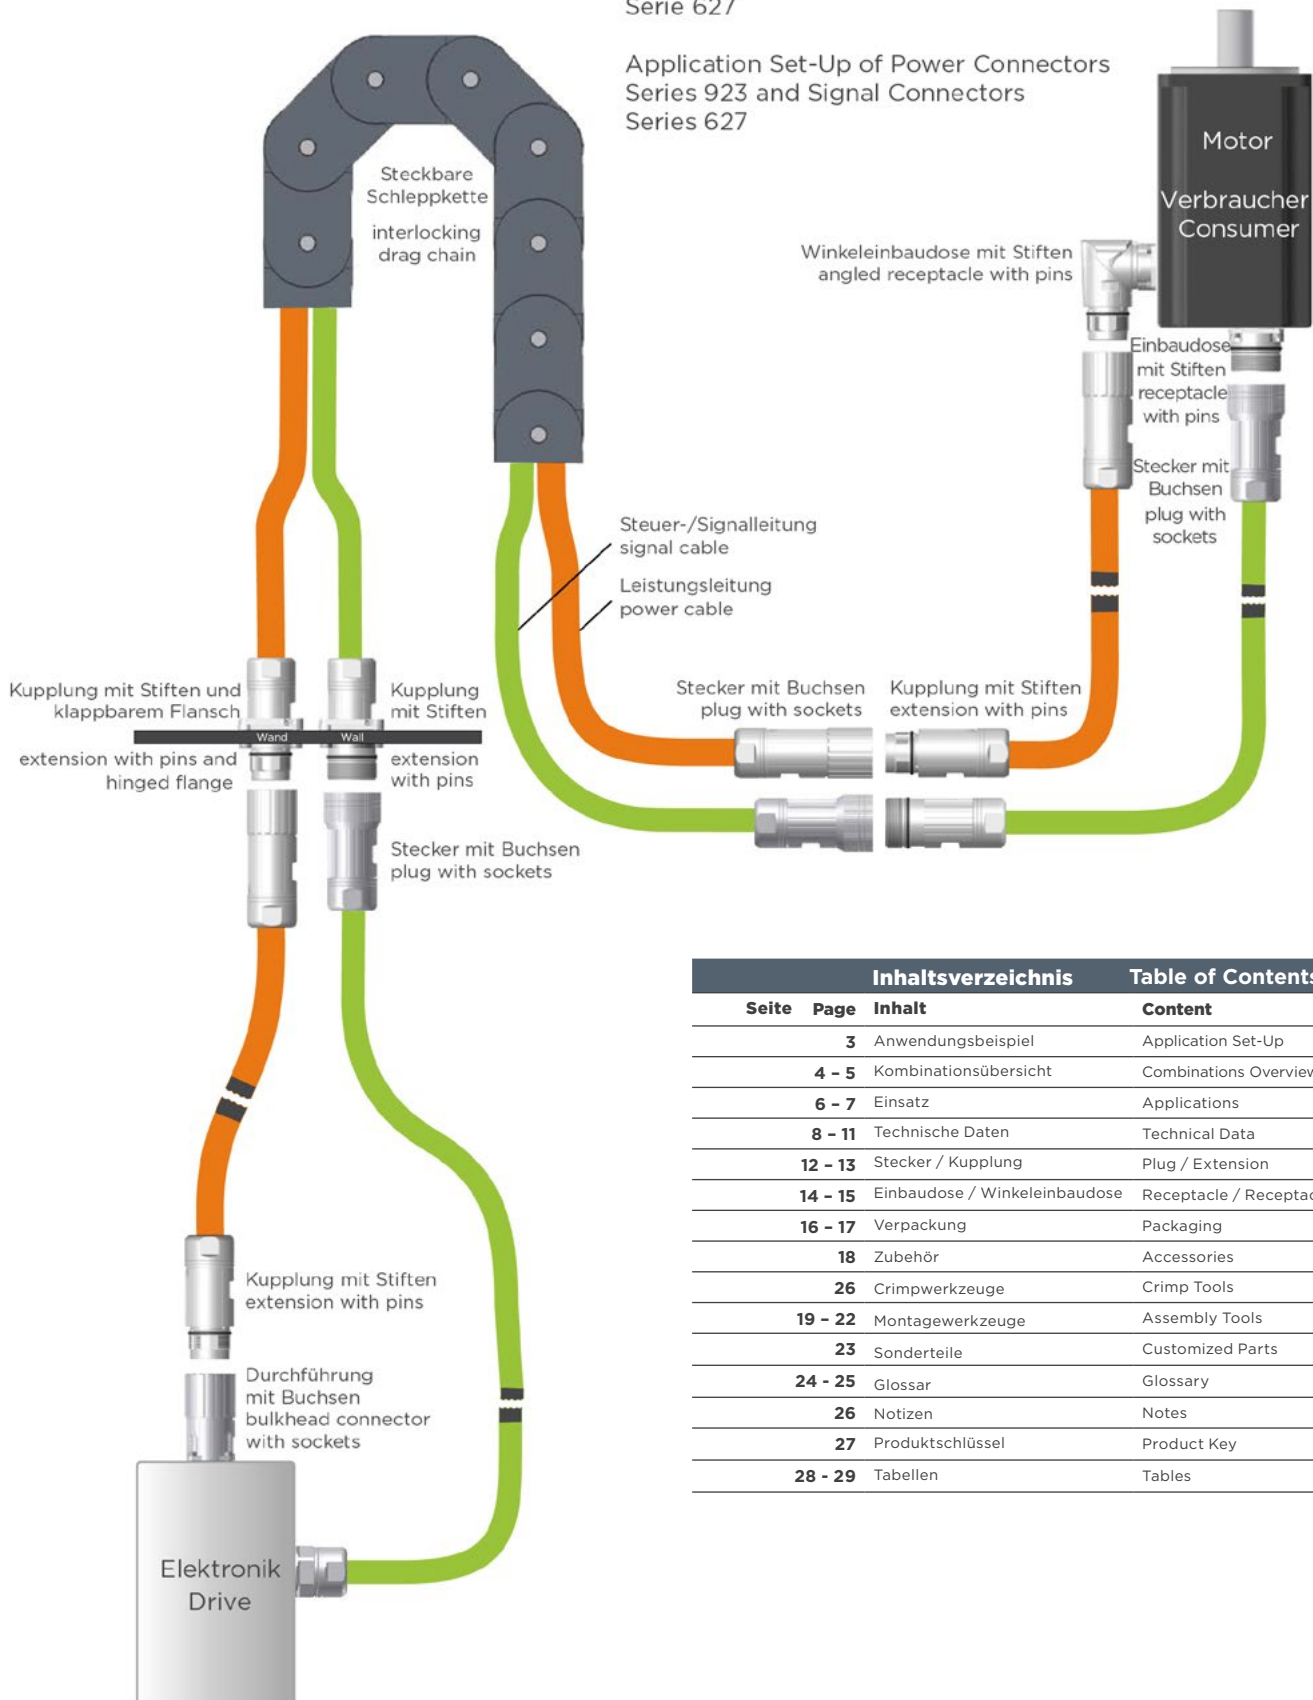 Serie 627
Application Set-Up of Power Connectors
Series 923 and Signal Connectors
Series 627
Motor
Verbraucher
Consumer
Steckbare
Schleppkette
interlocking
drag chain
Winkeleinbaudose mit Stiften
angled receptacle with pins
Einbaudose
mit Stiften
receptacle
with pins
Stecker mit
Buchsen
plug with
sockets
Steuer-/Signalleitung
signal cable
Leistungsleitung
power cable
Kupplung mit Stiften und
klappbarem Flansch
Kupplung
mit Stiften
Wand
Wall
extension with pins and
hinged flange
extension
with pins
Stecker mit Buchsen
plug with sockets
Kupplung mit Stiften
extension with pins
Stecker mit Buchsen
plug with sockets
Kupplung mit Stiften
extension with pins
Durchführung
mit Buchsen
bulkhead connector
with sockets
Elektronik
Drive
Inhaltsverzeichnis Table of Contents
Seite Page Inhalt Content
3 Anwendungsbeispiel Application Set-Up
4 – 5 Kombinationsübersicht Combinations Overview
6 – 7 Einsatz Applications
8 – 11 Technische Daten Technical Data
12 – 13 Stecker / Kupplung Plug / Extension
14 – 15 Einbaudose / Winkeleinbaudose Receptacle / Receptac
16 – 17 Verpackung Packaging
18 Zubehör Accessories
26 Crimpwerkzeuge Crimp Tools
19 – 22 Montagewerkzeuge Assembly Tools
23 Sonderteile Customized Parts
24 - 25 Glossar Glossary
26 Notizen Notes
27 Produktschlüssel Product Key
28 - 29 Tabellen Tables